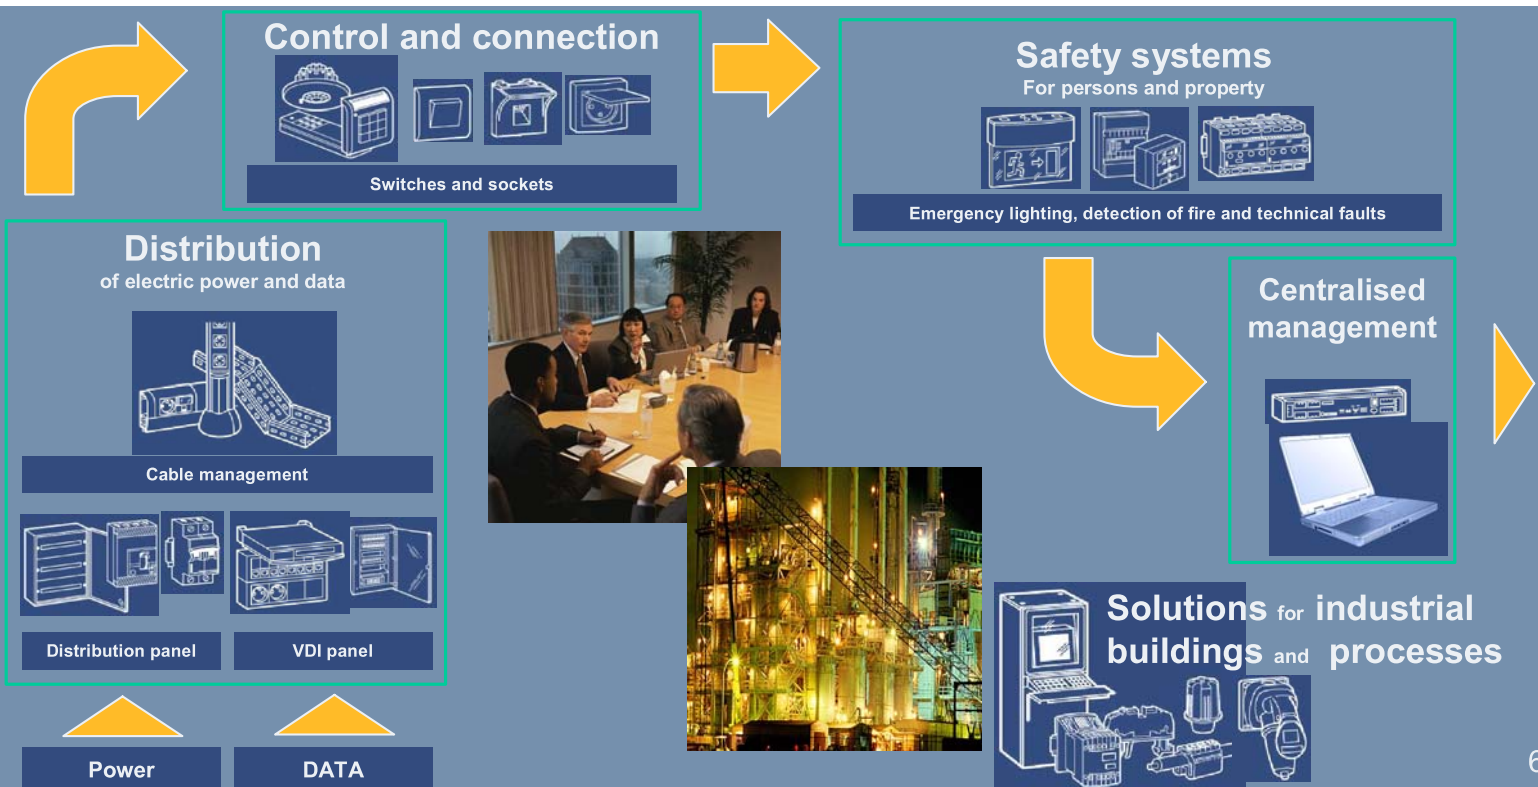 Control and connection
Switches and sockets
Safety systems
For persons and property
Emergency lighting, detection of fire and technical faults
Distribution
of electric power and data
Cable management
Distribution panel
VDI panel
Power
DATA
Centralised
management
Solutions for industrial
buildings and processes
6